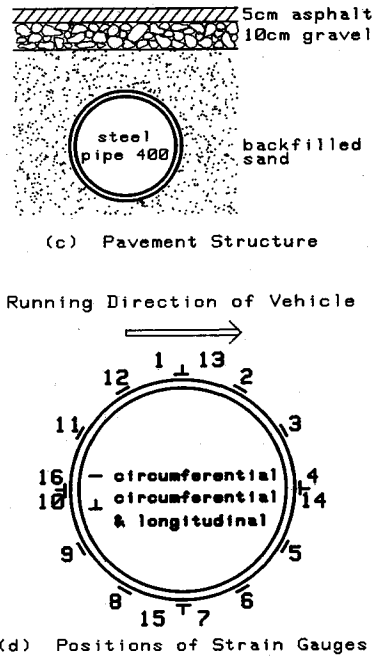 5cm asphalt
10cm gravel
steel
pipe 400
backfilled
sand
(c) Pavement Structure
Running Direction of Vehicle
1 13
12 2
11 3
16 — circumferential 4
10 ⊥ circumferential 14
& longitudinal
9 5
8 6
15 7
(d) Positions of Strain Gauges